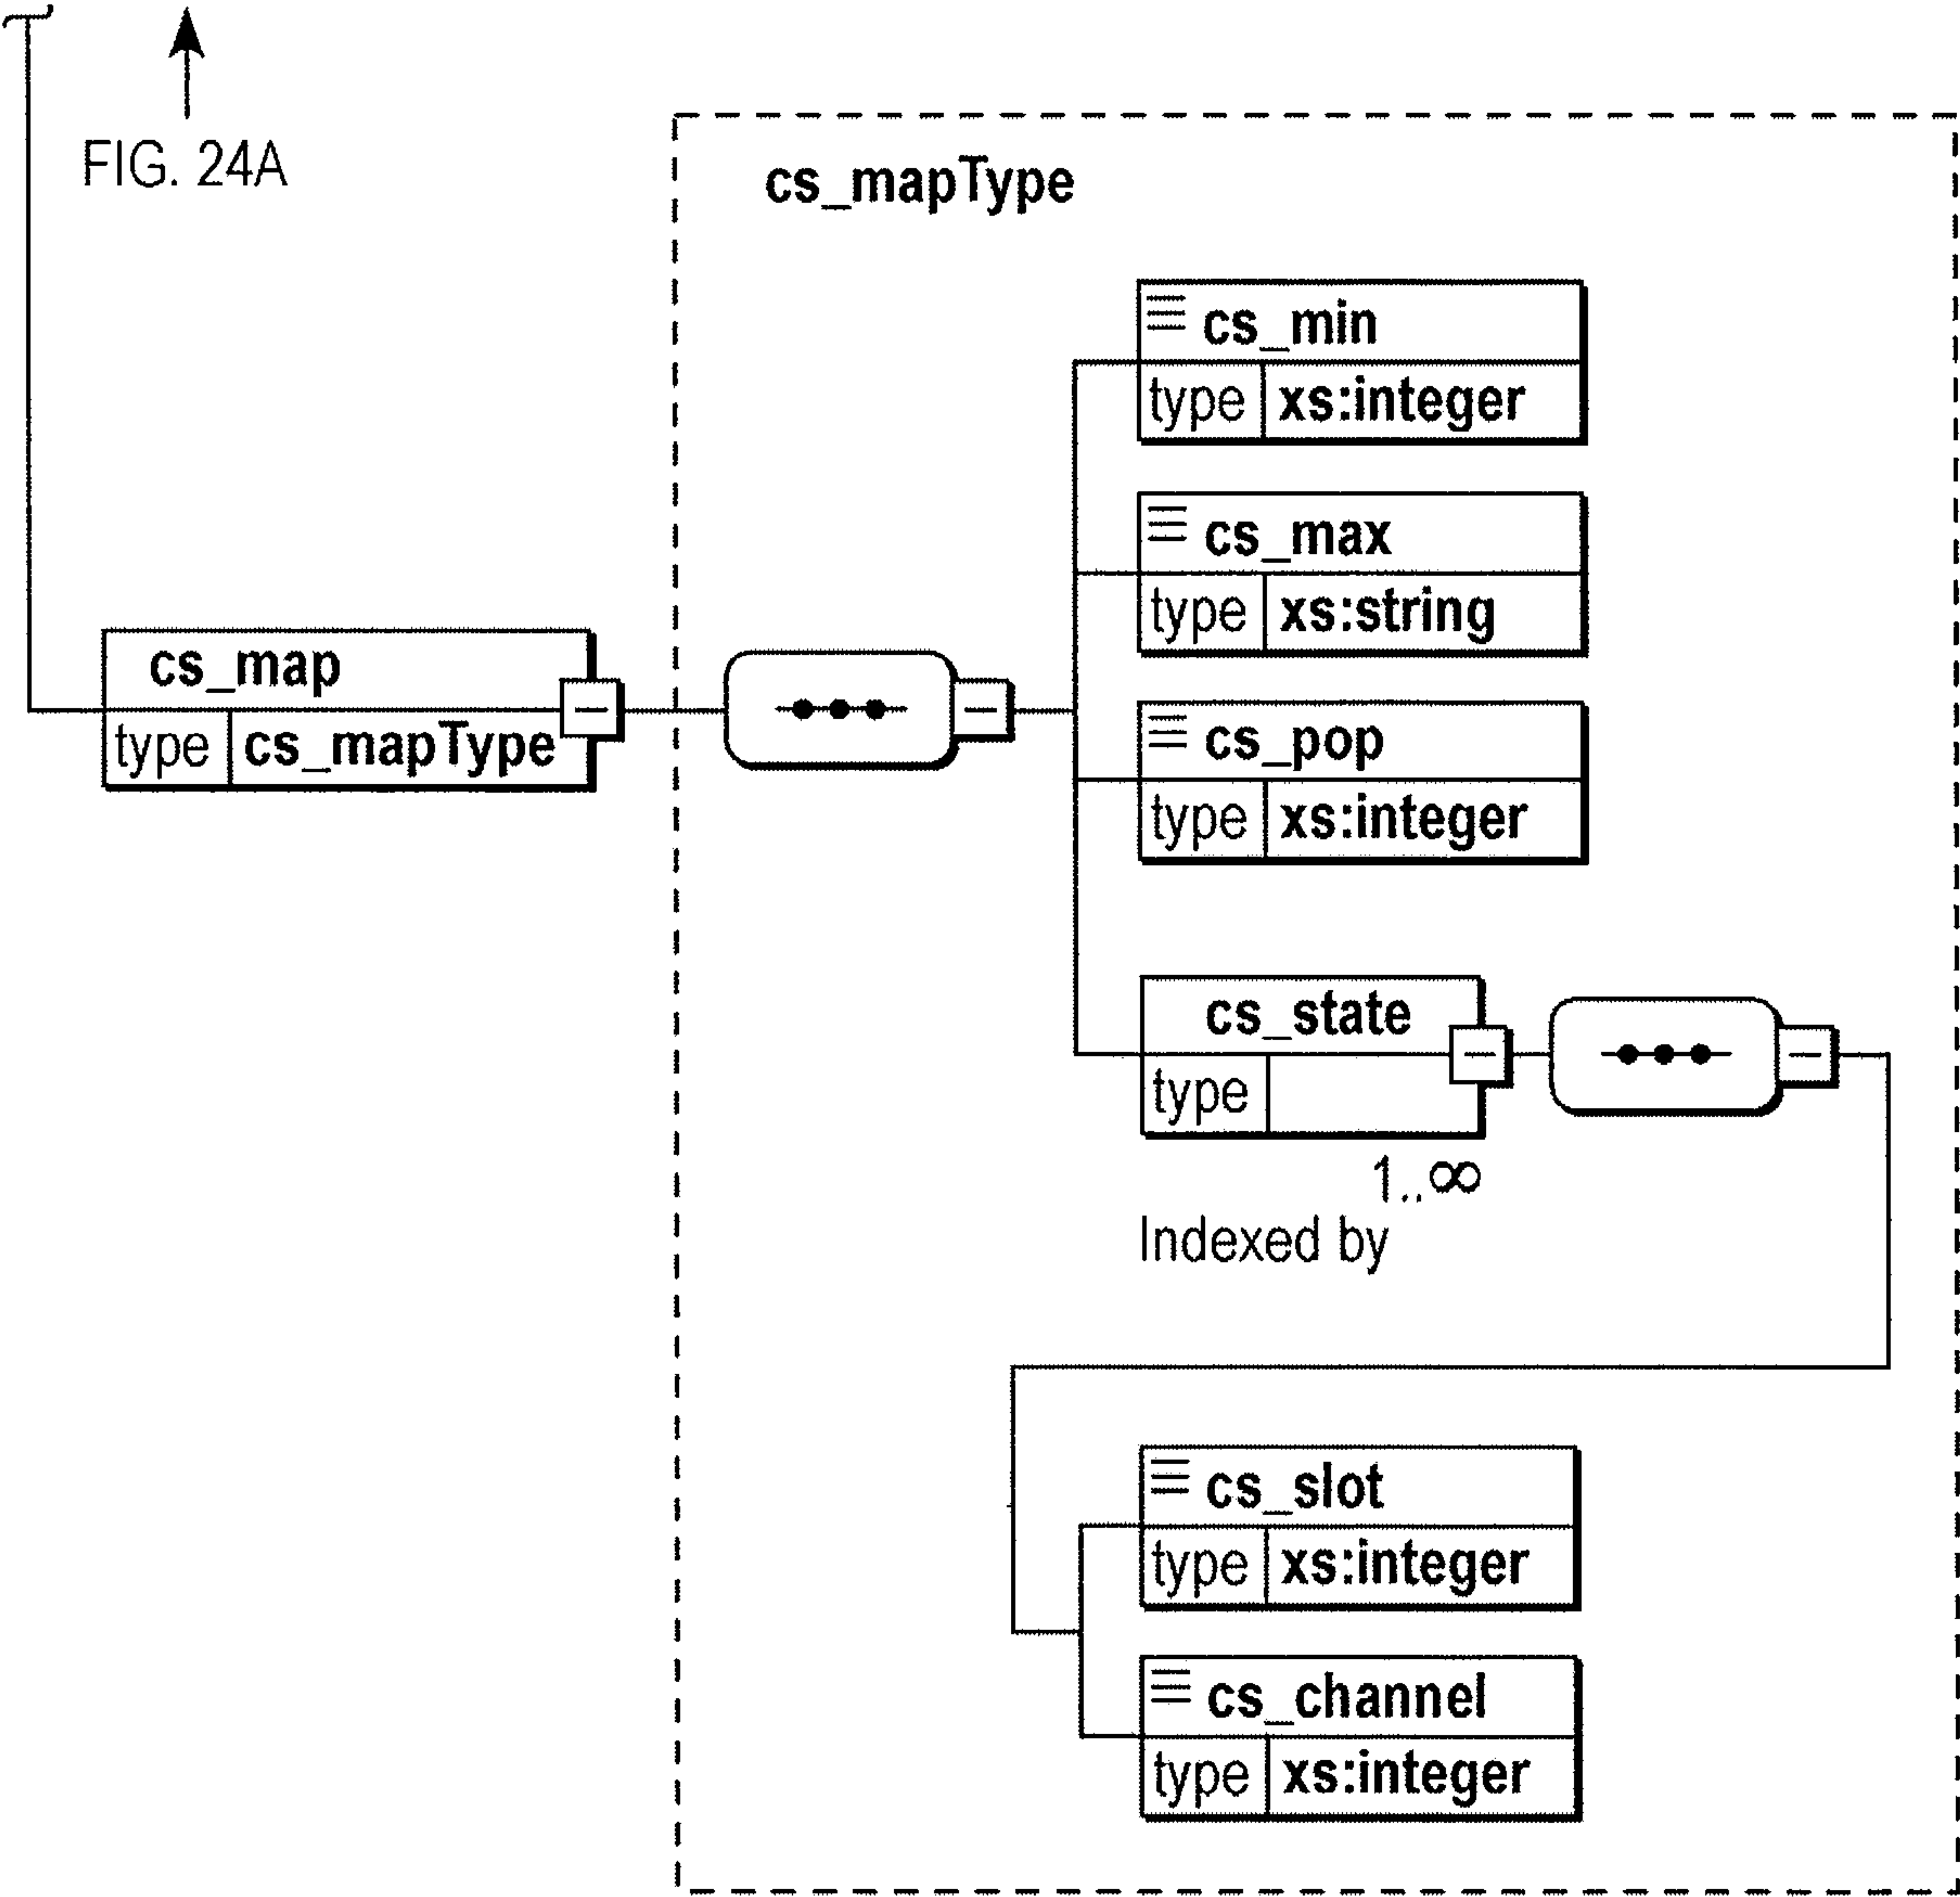 FIG. 24A
cs_mapType
cs_min
type xs:integer
cs_max
type xs:string
cs_map
type cs_mapType
cs_pop
type xs:integer
cs_state
type
1..∞
Indexed by
cs_slot
type xs:integer
cs_channel
type xs:integer